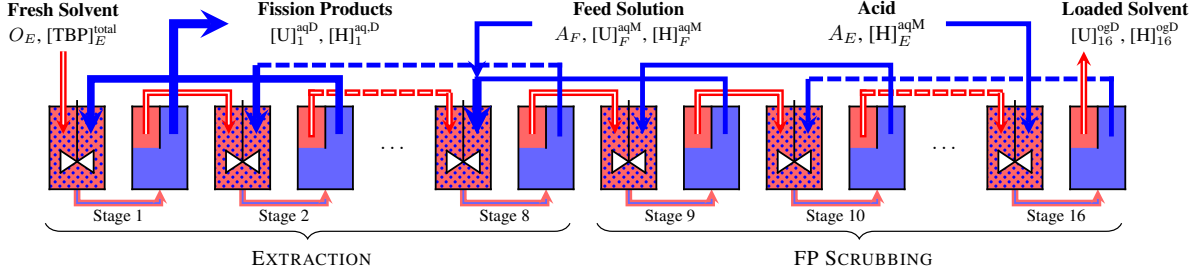 Fresh Solvent Fission Products Feed Solution Acid Loaded Solvent
O_E, [TBP]_E^total [U]_1^aqD, [H]_1^aq,D A_F, [U]_F^aqM, [H]_F^aqM A_E, [H]_E^aqM [U]_16^ogD, [H]_16^ogD
... ...
Stage 1 Stage 2 Stage 8 Stage 9 Stage 10 Stage 16
EXTRACTION FP SCRUBBING